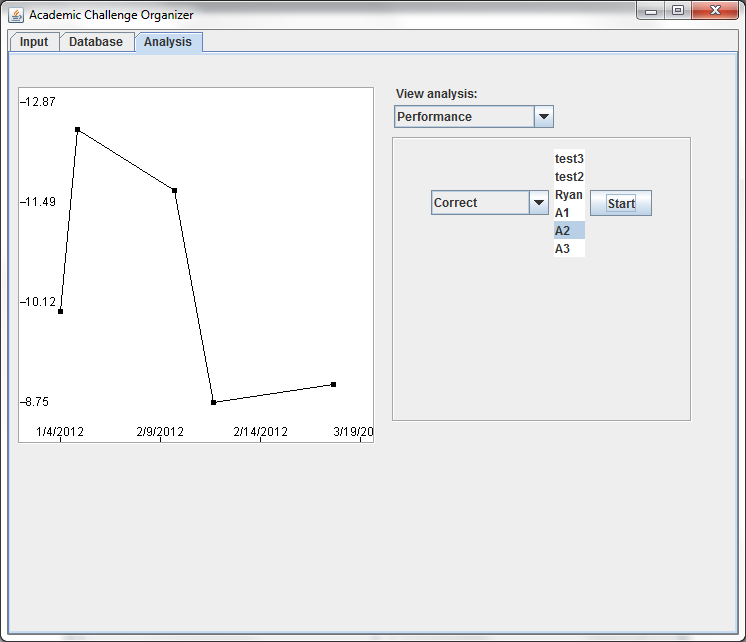 Academic Challenge Organizer
Input
Database
Analysis
View analysis:
Performance
Correct
test3
test2
Ryan
A1
A2
A3
Start
12.87
11.49
10.12
8.75
1/4/2012
2/9/2012
2/14/2012
3/19/20